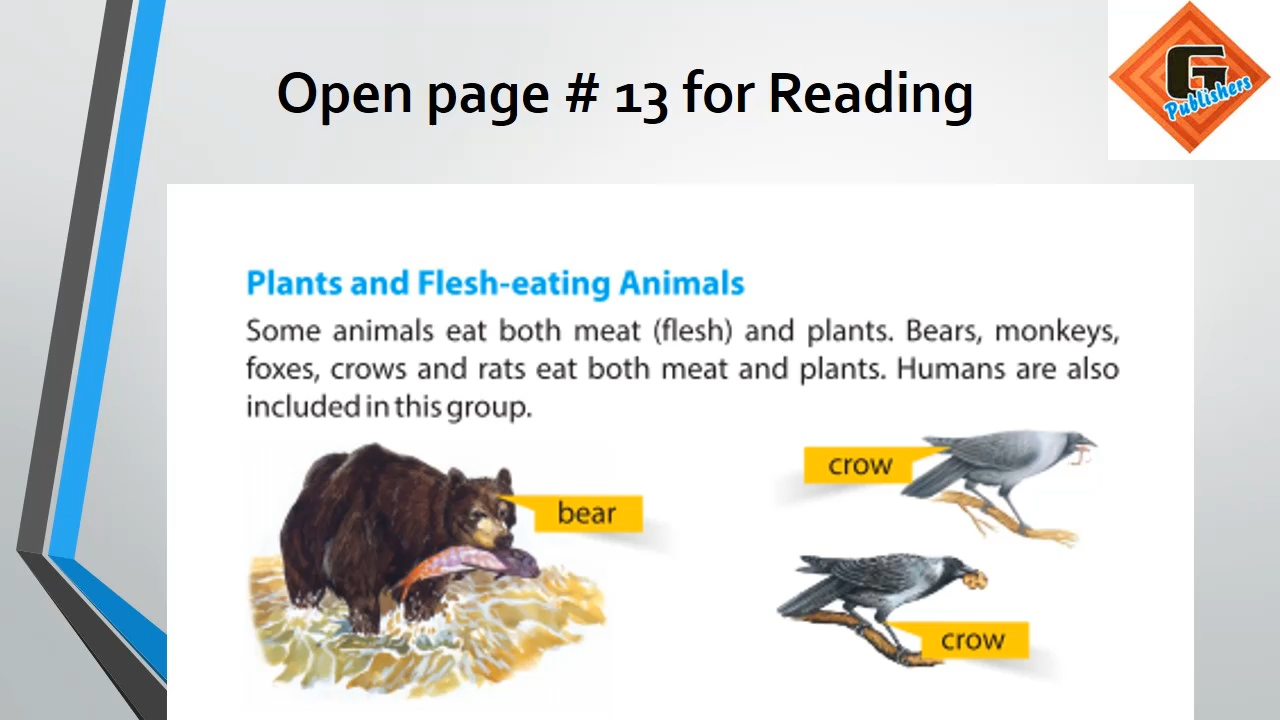 Open page # 13 for Reading
G
Publishers
Plants and Flesh-eating Animals
Some animals eat both meat (flesh) and plants. Bears, monkeys,
foxes, crows and rats eat both meat and plants. Humans are also
included in this group.
crow
bear
crow